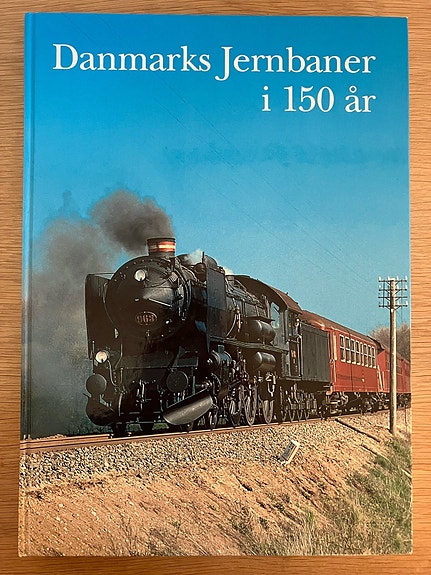 Danmarks Jernbaner
i 150 år